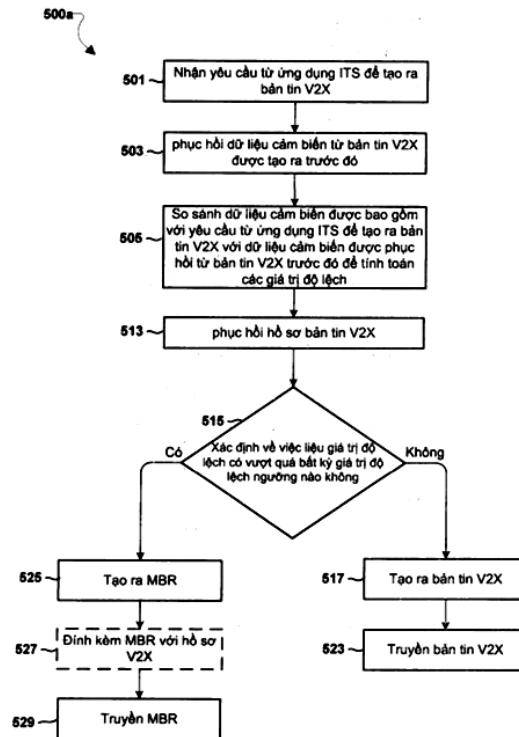 500a
501
Nhận yêu cầu từ ứng dụng ITS để tạo ra
bản tin V2X
503
phục hồi dữ liệu cảm biến từ bản tin V2X
được tạo ra trước đó
505
So sánh dữ liệu cảm biến được bao gồm
với yêu cầu từ ứng dụng ITS để tạo ra
bản tin V2X với dữ liệu cảm biến được phục
hồi từ bản tin V2X trước đó để tính toán
các giá trị độ lệch
513
phục hồi hồ sơ bản tin V2X
515
Xác định về việc liệu giá trị độ
lệch có vượt quá bất kỳ giá trị độ
lệch ngưỡng nào không
Có
Không
525
Tạo ra MBR
517
Tạo ra bản tin V2X
527
Đính kèm MBR với hồ sơ
V2X
523
Truyền bản tin V2X
529
Truyền MBR